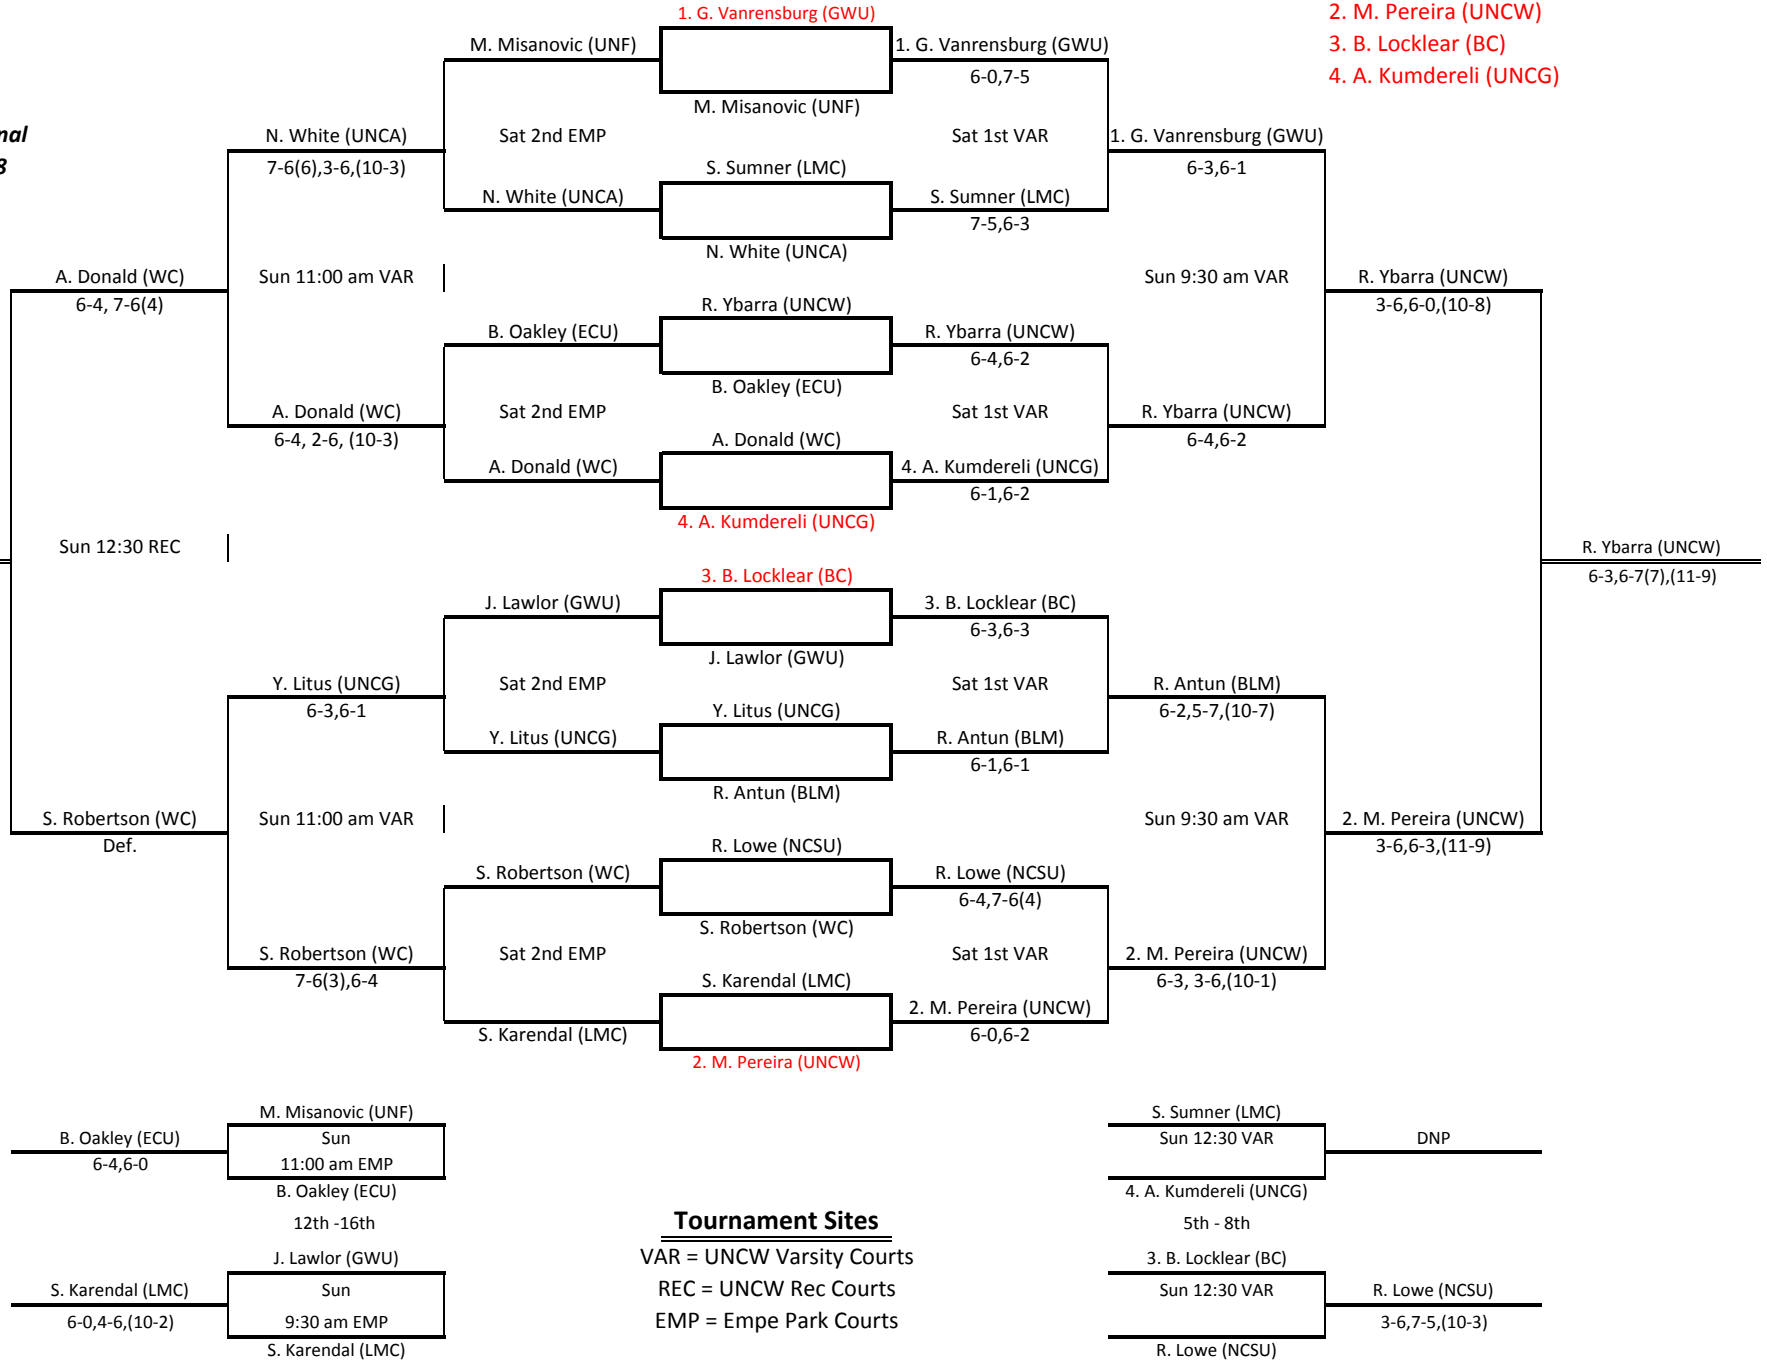 1. G. Vanrensburg (GWU)
2. M. Pereira (UNCW)
M. Misanovic (UNF)
1. G. Vanrensburg (GWU)
3. B. Locklear (BC)
6-0,7-5
4. A. Kumdereli (UNCG)
M. Misanovic (UNF)
nal
N. White (UNCA)
Sat 2nd EMP
Sat 1st VAR
1. G. Vanrensburg (GWU)
8
7-6(6),3-6,(10-3)
S. Sumner (LMC)
6-3,6-1
N. White (UNCA)
S. Sumner (LMC)
7-5,6-3
N. White (UNCA)
A. Donald (WC)
Sun 11:00 am VAR
Sun 9:30 am VAR
R. Ybarra (UNCW)
6-4, 7-6(4)
R. Ybarra (UNCW)
3-6,6-0,(10-8)
B. Oakley (ECU)
R. Ybarra (UNCW)
6-4,6-2
B. Oakley (ECU)
A. Donald (WC)
Sat 2nd EMP
Sat 1st VAR
R. Ybarra (UNCW)
6-4, 2-6, (10-3)
A. Donald (WC)
6-4,6-2
A. Donald (WC)
4. A. Kumdereli (UNCG)
6-1,6-2
4. A. Kumdereli (UNCG)
Sun 12:30 REC
R. Ybarra (UNCW)
3. B. Locklear (BC)
6-3,6-7(7),(11-9)
J. Lawlor (GWU)
3. B. Locklear (BC)
6-3,6-3
J. Lawlor (GWU)
Y. Litus (UNCG)
Sat 2nd EMP
Sat 1st VAR
R. Antun (BLM)
6-3,6-1
Y. Litus (UNCG)
6-2,5-7,(10-7)
Y. Litus (UNCG)
R. Antun (BLM)
6-1,6-1
R. Antun (BLM)
S. Robertson (WC)
Sun 11:00 am VAR
Sun 9:30 am VAR
2. M. Pereira (UNCW)
Def.
R. Lowe (NCSU)
3-6,6-3,(11-9)
S. Robertson (WC)
R. Lowe (NCSU)
6-4,7-6(4)
S. Robertson (WC)
S. Robertson (WC)
Sat 2nd EMP
Sat 1st VAR
2. M. Pereira (UNCW)
7-6(3),6-4
S. Karendal (LMC)
6-3, 3-6,(10-1)
S. Karendal (LMC)
2. M. Pereira (UNCW)
6-0,6-2
2. M. Pereira (UNCW)
M. Misanovic (UNF)
S. Sumner (LMC)
B. Oakley (ECU)
Sun
Sun 12:30 VAR
DNP
6-4,6-0
11:00 am EMP
B. Oakley (ECU)
4. A. Kumdereli (UNCG)
12th -16th
Tournament Sites
5th - 8th
J. Lawlor (GWU)
VAR = UNCW Varsity Courts
3. B. Locklear (BC)
S. Karendal (LMC)
Sun
REC = UNCW Rec Courts
Sun 12:30 VAR
R. Lowe (NCSU)
6-0,4-6,(10-2)
9:30 am EMP
EMP = Empe Park Courts
3-6,7-5,(10-3)
S. Karendal (LMC)
R. Lowe (NCSU)